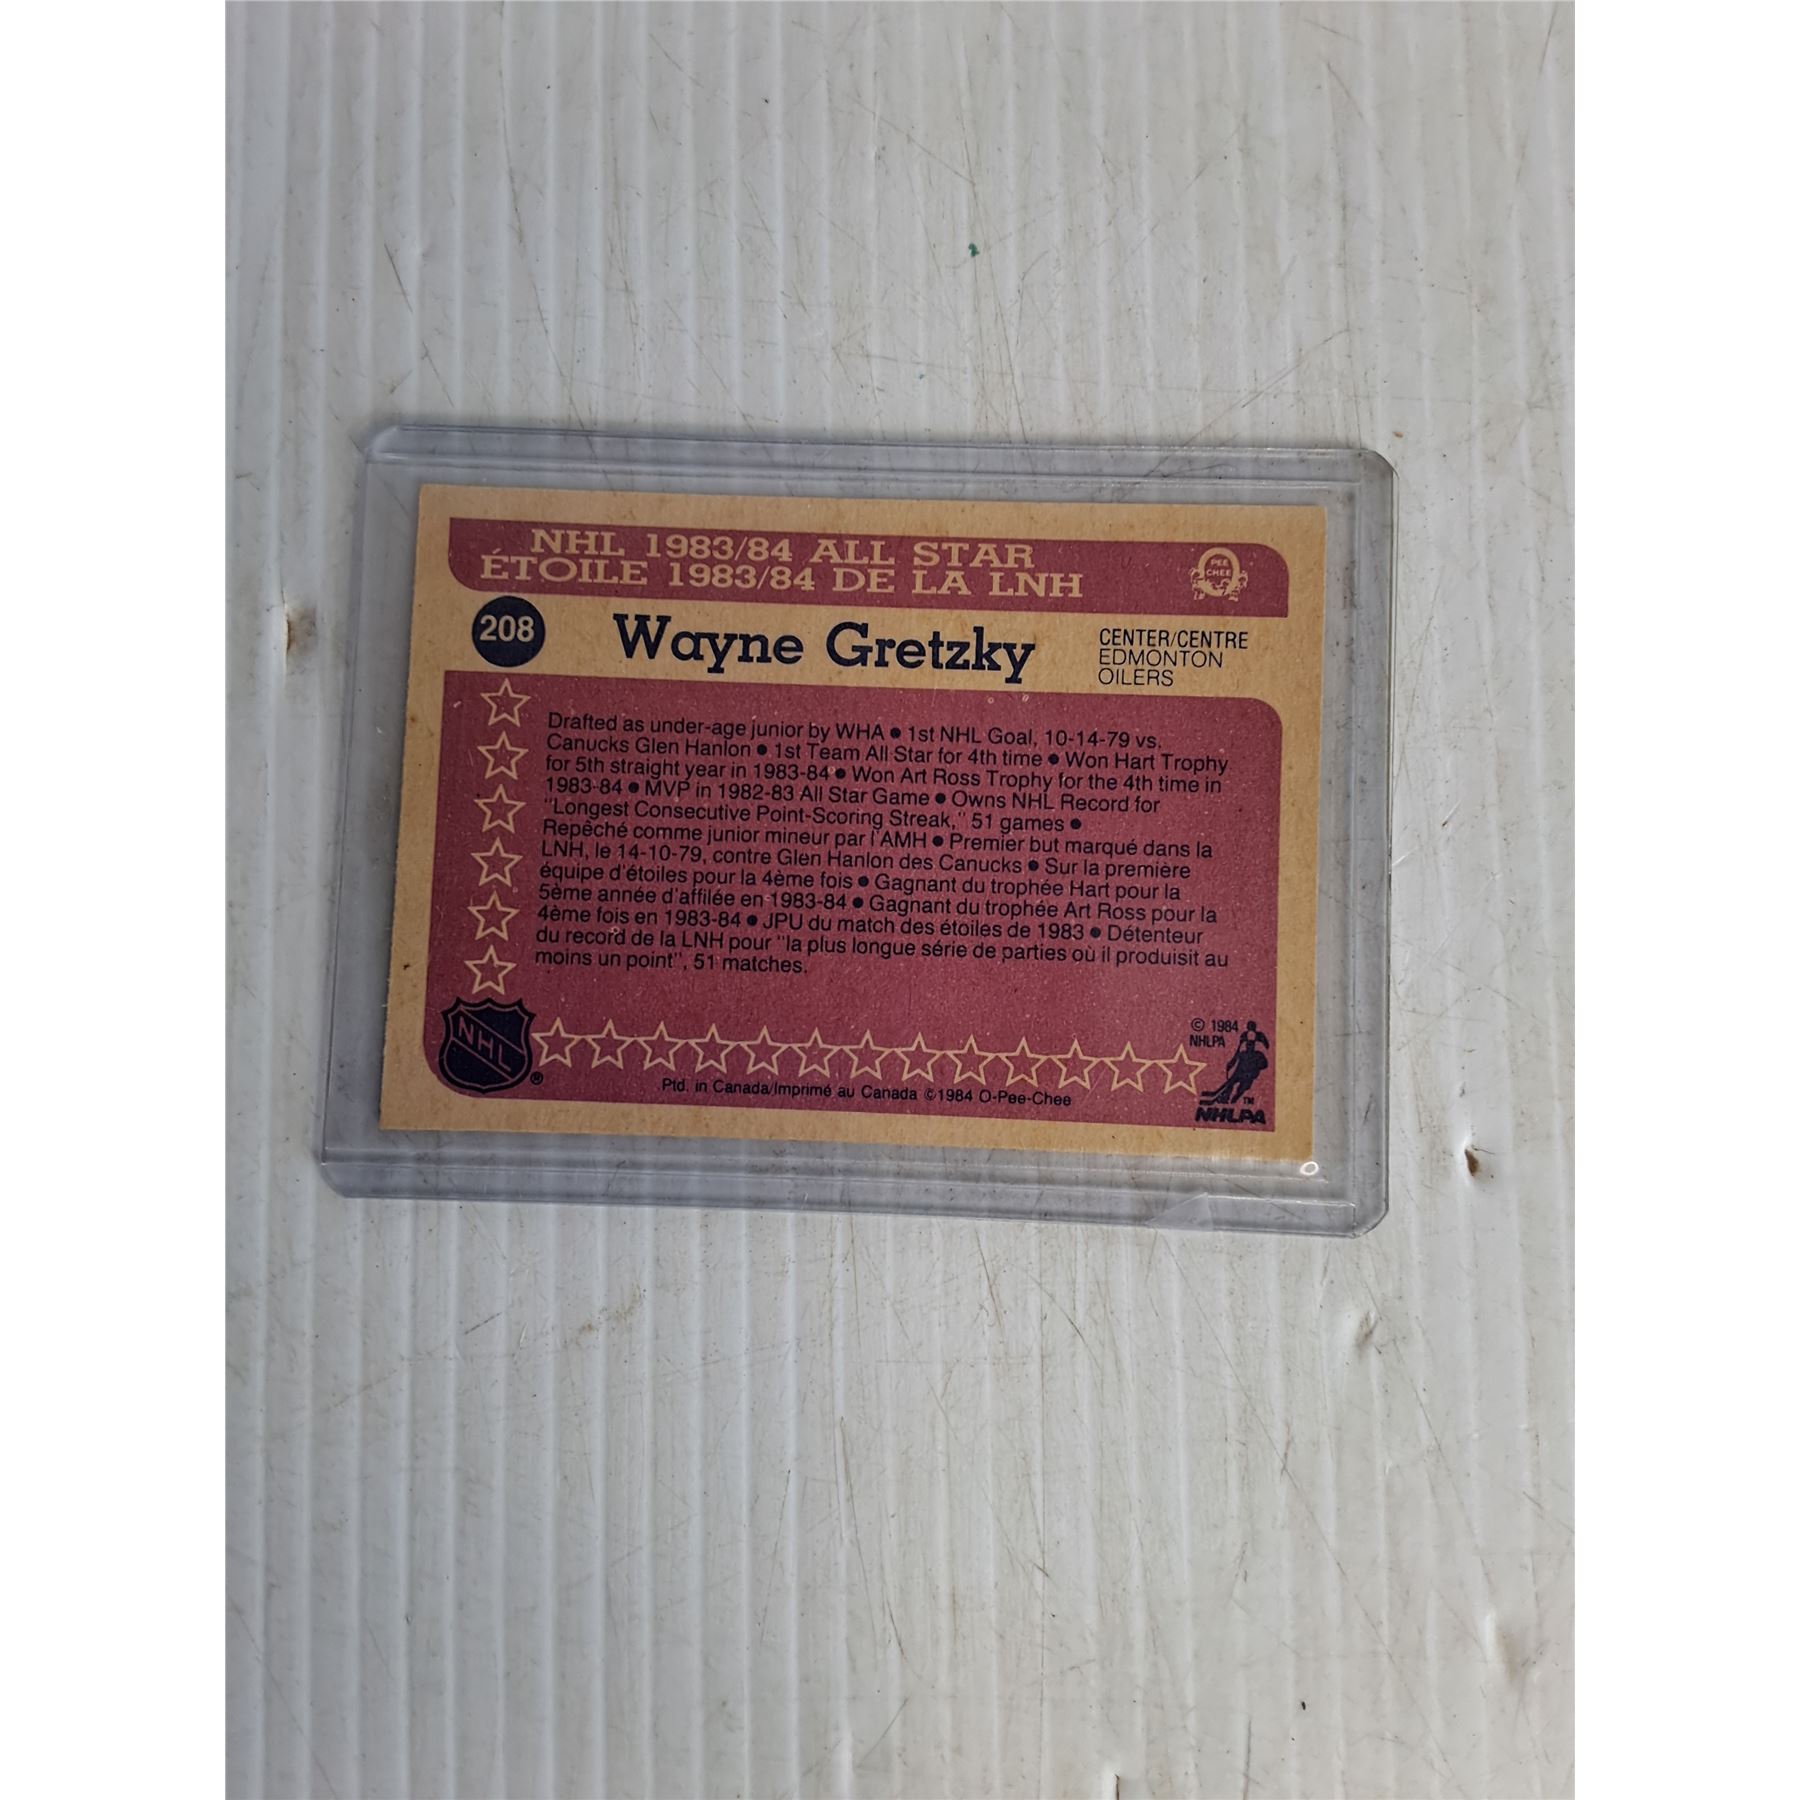 NHL 1983/84 ALL STAR
ÉTOILE 1983/84 DE LA LNH
O
PEE
CHEE
208
Wayne Gretzky
CENTER/CENTRE
EDMONTON
OILERS
Drafted as under-age junior by WHA • 1st NHL Goal, 10-14-79 vs.
Canucks Glen Hanlon • 1st Team All Star for 4th time • Won Hart Trophy
for 5th straight year in 1983-84 • Won Art Ross Trophy for the 4th time in
1983-84 • MVP in 1982-83 All Star Game • Owns NHL Record for
"Longest Consecutive Point-Scoring Streak," 51 games •
Repêché comme junior mineur par l'AMH • Premier but marqué dans la
LNH, le 14-10-79, contre Glen Hanlon des Canucks • Sur la première
équipe d'étoiles pour la 4ème fois • Gagnant du trophée Hart pour la
5ème année d'affilée en 1983-84 • Gagnant du trophée Art Ross pour la
4ème fois en 1983-84 • JPU du match des étoiles de 1983 • Détenteur
du record de la LNH pour "la plus longue série de parties où il produisit au
moins un point", 51 matches.
NHL
®
© 1984
NHLPA
Ptd. in Canada/Imprimé au Canada ©1984 O-Pee-Chee
TM
NHLPA